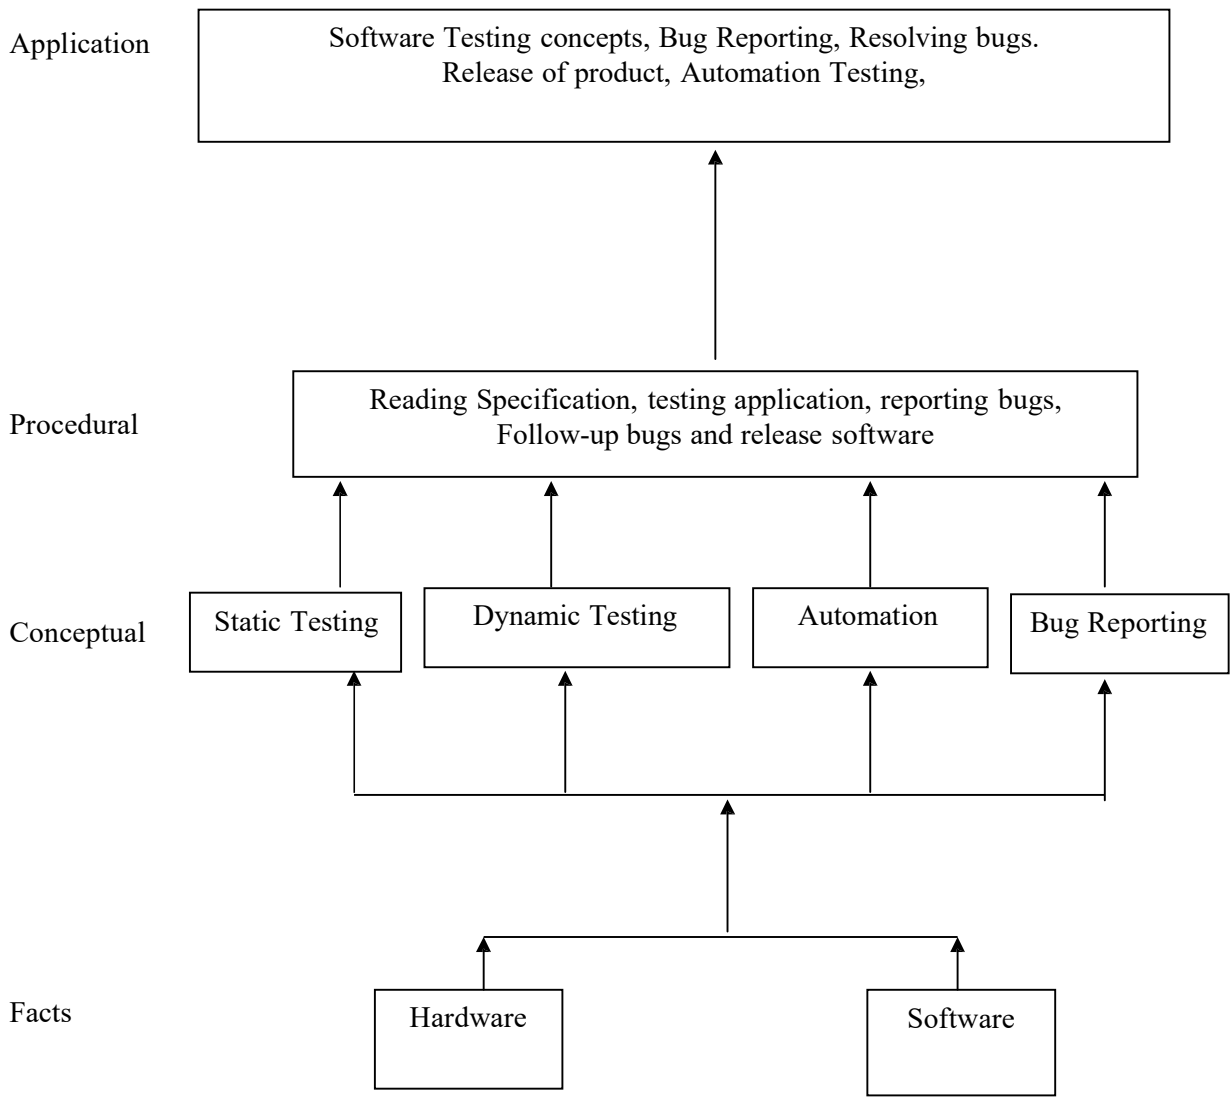 Application
Software Testing concepts, Bug Reporting, Resolving bugs.
Release of product, Automation Testing,
Procedural
Reading Specification, testing application, reporting bugs,
Follow-up bugs and release software
Conceptual
Static Testing
Dynamic Testing
Automation
Bug Reporting
Facts
Hardware
Software